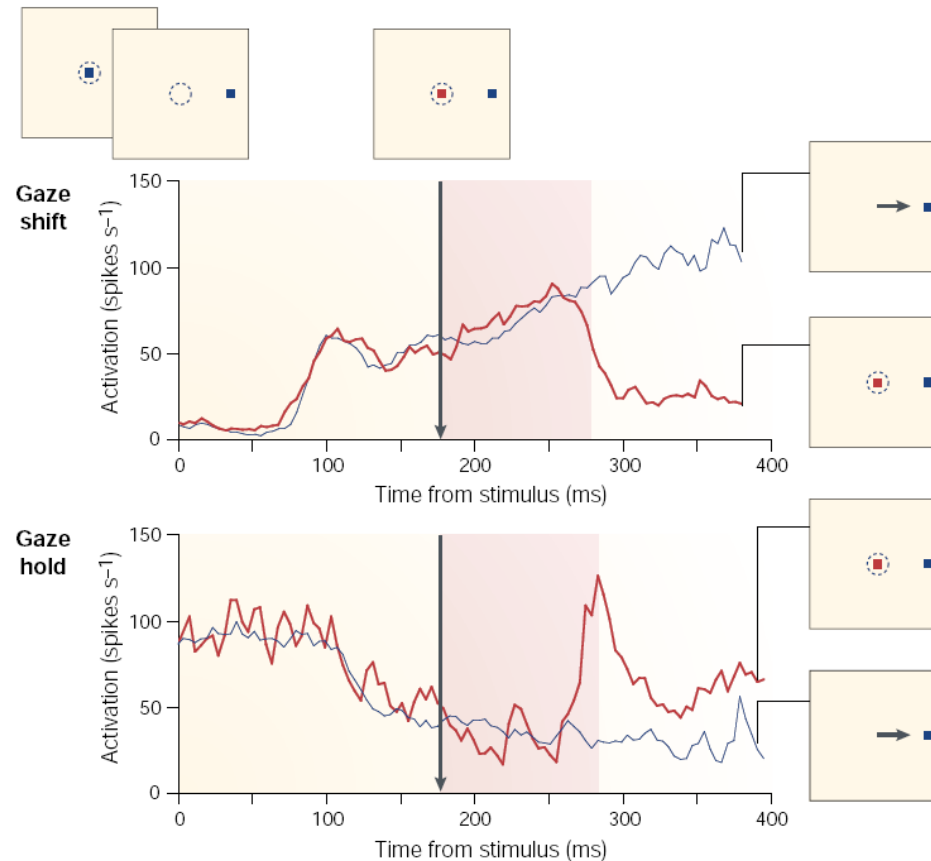 Gaze
shift
Activation (spikes s⁻¹)
150
100
50
0
0 100 200 300 400
Time from stimulus (ms)
Gaze
hold
Activation (spikes s⁻¹)
150
100
50
0
0 100 200 300 400
Time from stimulus (ms)